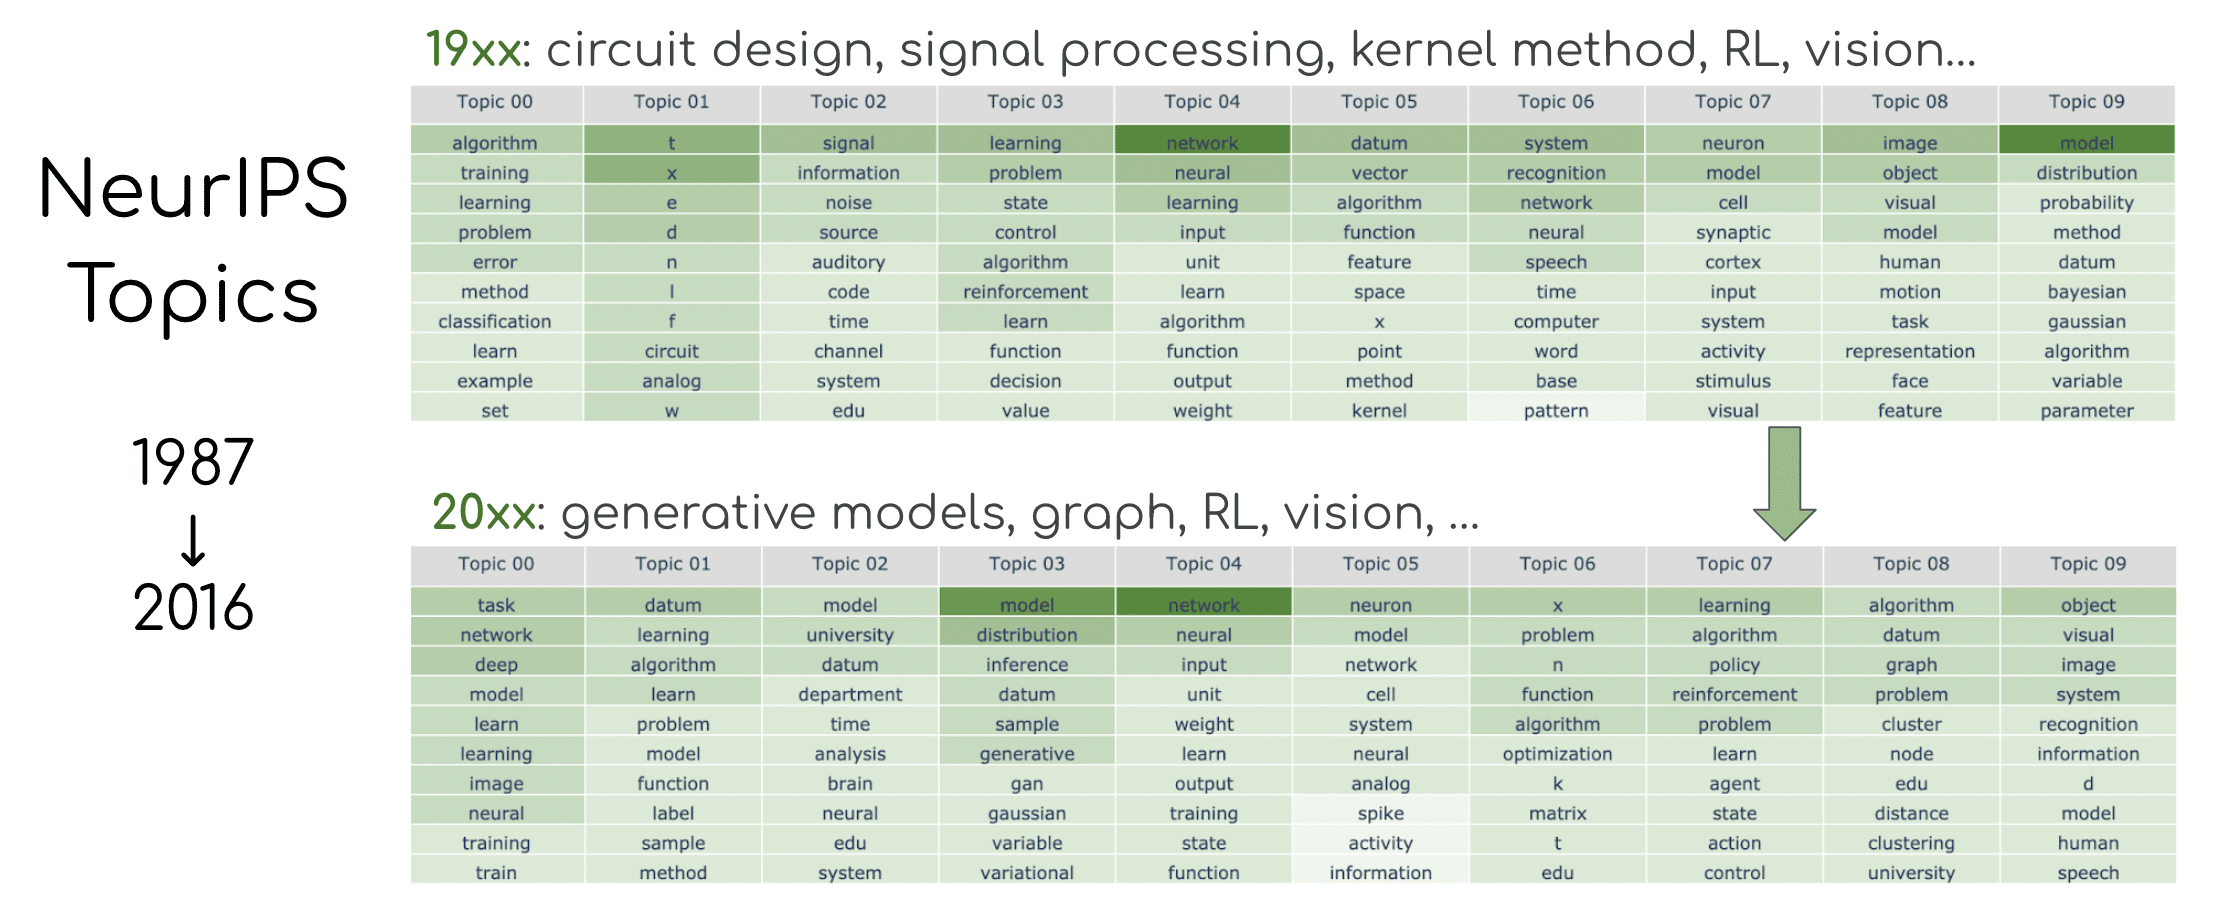 NeurIPS
Topics
1987
↓
2016
19xx: circuit design, signal processing, kernel method, RL, vision...
Topic 00 Topic 01 Topic 02 Topic 03 Topic 04 Topic 05 Topic 06 Topic 07 Topic 08 Topic 09
algorithm t signal learning network datum system neuron image model
training x information problem neural vector recognition model object distribution
learning e noise state learning algorithm network cell visual probability
problem d source control input function neural synaptic model method
error n auditory algorithm unit feature speech cortex human datum
method l code reinforcement learn space time input motion bayesian
classification f time learn algorithm x computer system task gaussian
learn circuit channel function function point word activity representation algorithm
example analog system decision output method base stimulus face variable
set w edu value weight kernel pattern visual feature parameter
20xx: generative models, graph, RL, vision, ...
Topic 00 Topic 01 Topic 02 Topic 03 Topic 04 Topic 05 Topic 06 Topic 07 Topic 08 Topic 09
task datum model model network neuron x learning algorithm object
network learning university distribution neural model problem algorithm datum visual
deep algorithm datum inference input network n policy graph image
model learn department datum unit cell function reinforcement problem system
learn problem time sample weight system algorithm problem cluster recognition
learning model analysis generative learn neural optimization learn node information
image function brain gan output analog k agent edu d
neural label neural gaussian training spike matrix state distance model
training sample edu variable state activity t action clustering human
train method system variational function information edu control university speech